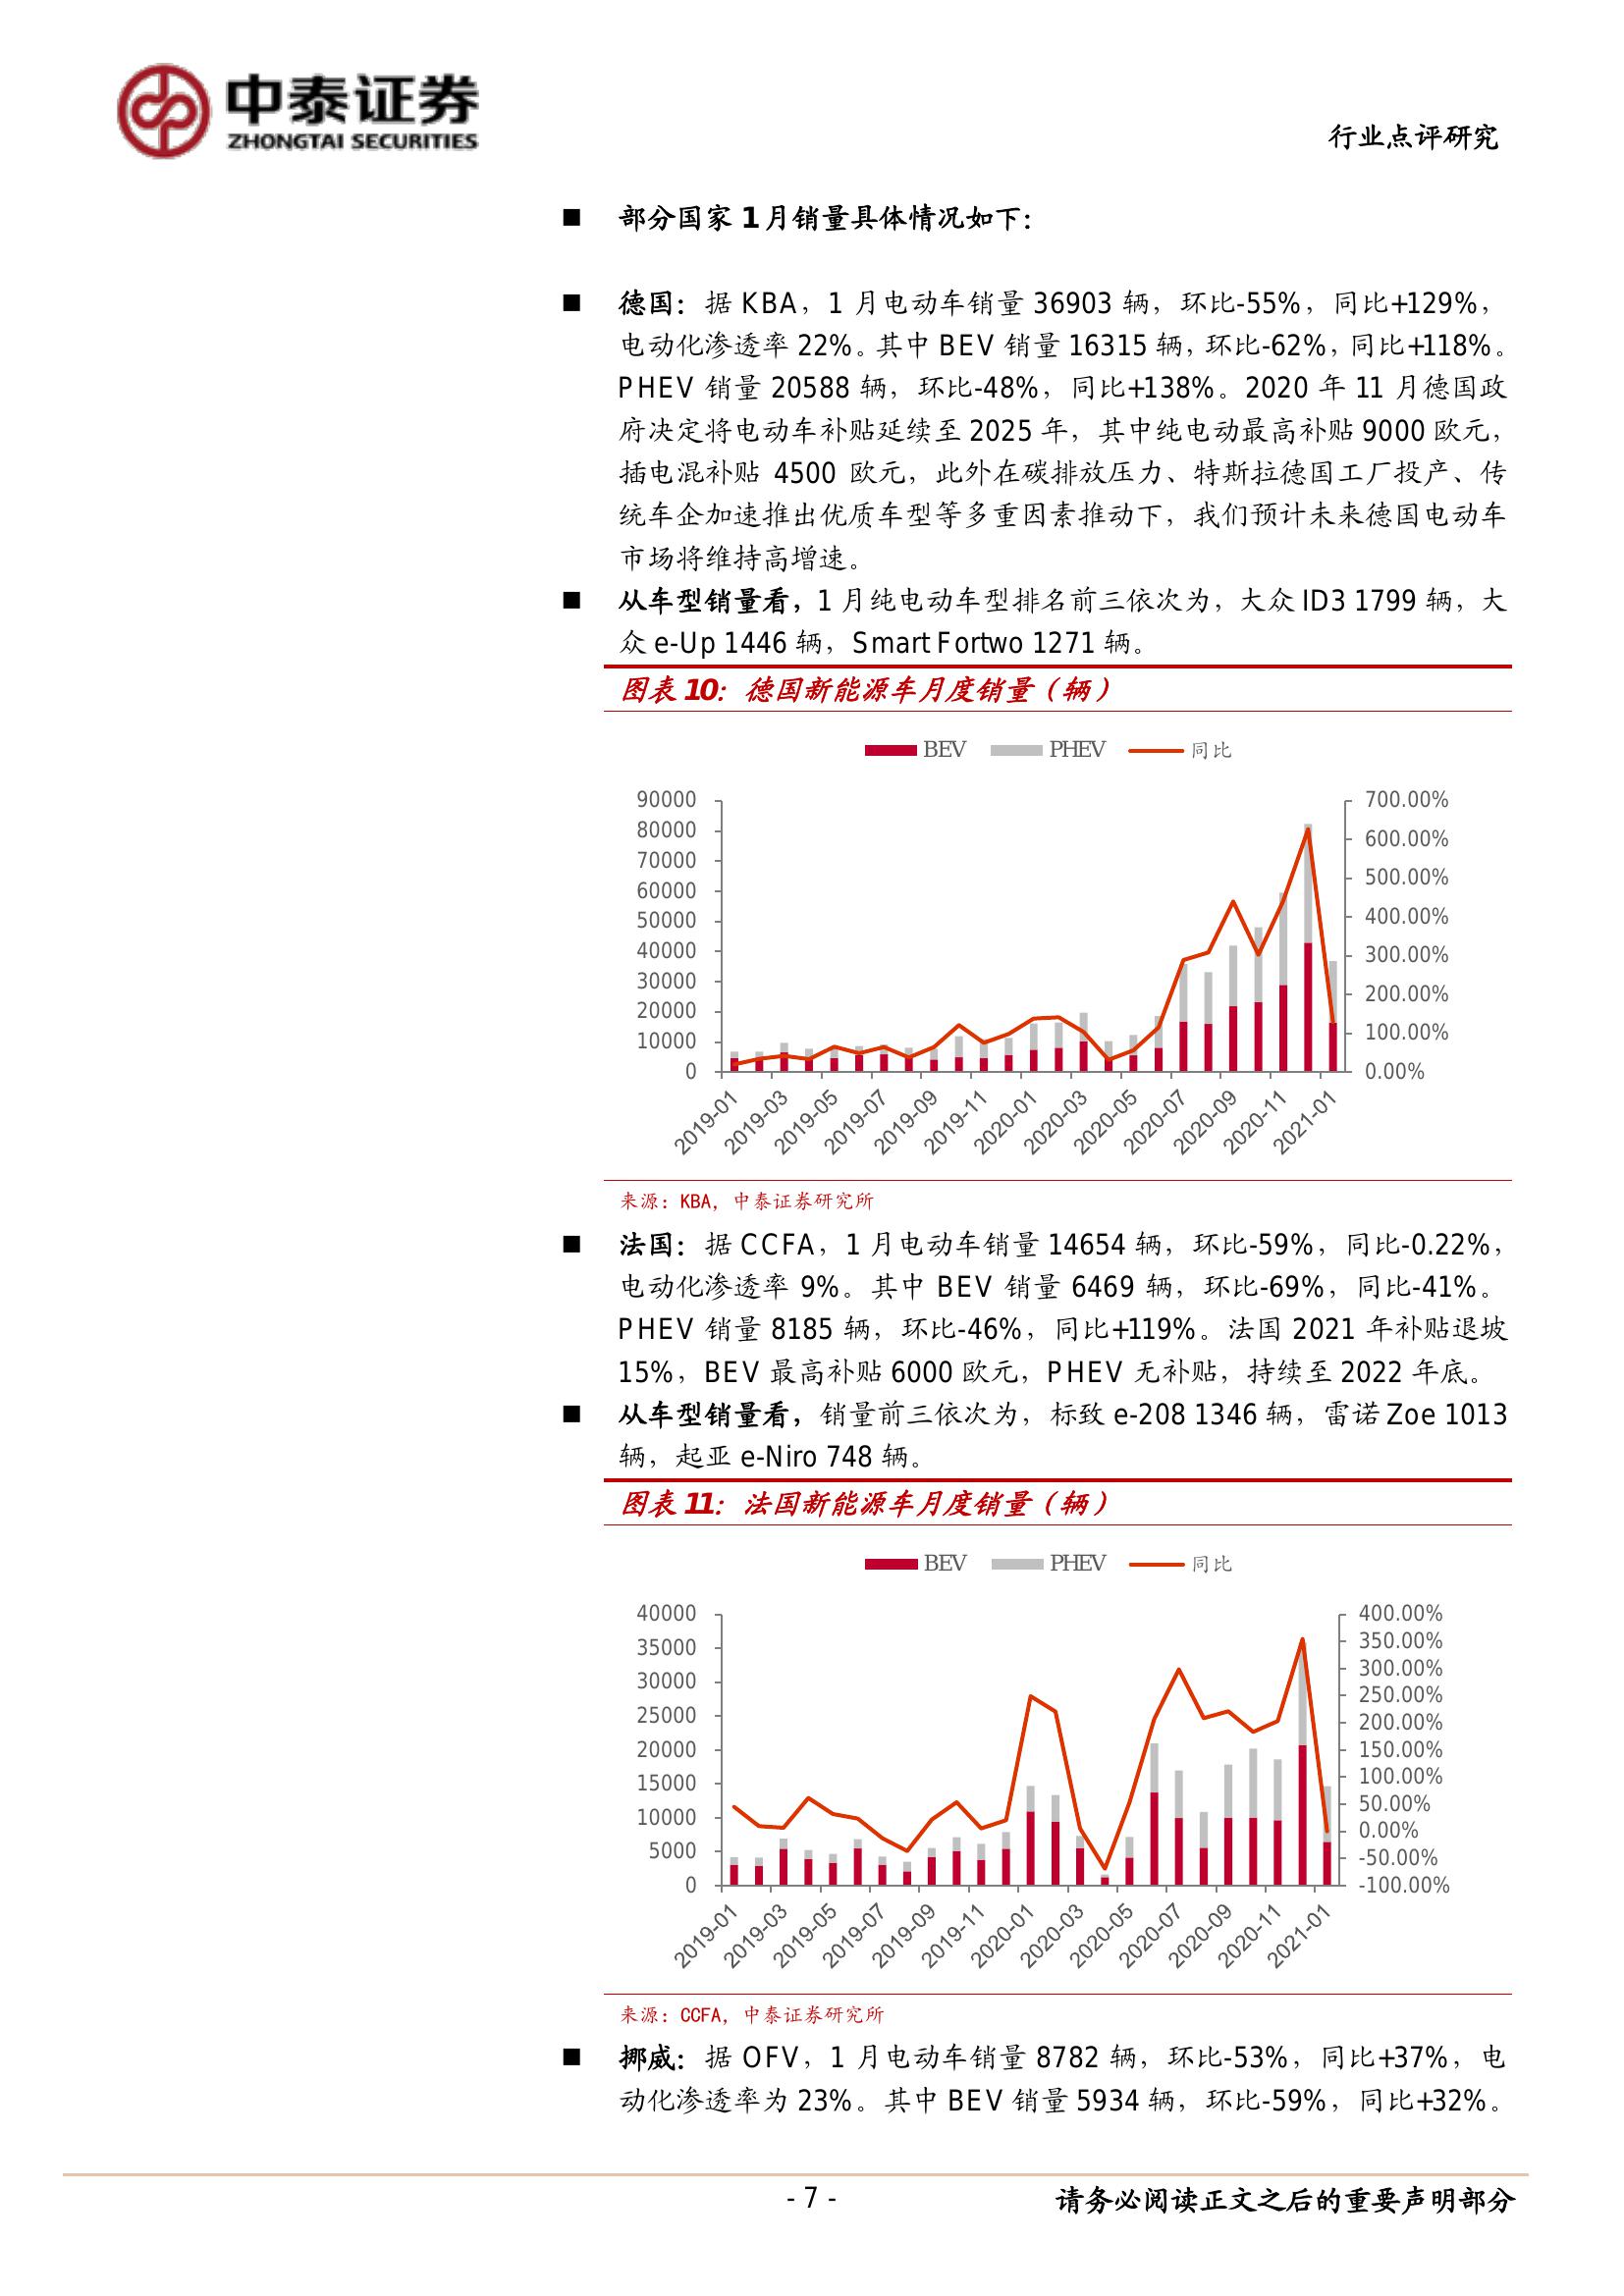 中泰证券
ZHONGTAI SECURITIES
行业点评研究
■ 部分国家 1 月销量具体情况如下：
■ 德国：据 KBA，1 月电动车销量 36903 辆，环比-55%，同比+129%，
电动化渗透率 22%。其中 BEV 销量 16315 辆，环比-62%，同比+118%。
PHEV 销量 20588 辆，环比-48%，同比+138%。2020 年 11 月德国政
府决定将电动车补贴延续至 2025 年，其中纯电动最高补贴 9000 欧元，
插电混补贴 4500 欧元，此外在碳排放压力、特斯拉德国工厂投产、传
统车企加速推出优质车型等多重因素推动下，我们预计未来德国电动车
市场将维持高增速。
■ 从车型销量看，1 月纯电动车型排名前三依次为，大众 ID3 1799 辆，大
众 e-Up 1446 辆，Smart Fortwo 1271 辆。
图表 10：德国新能源车月度销量（辆）
BEV PHEV 同比
90000 700.00%
80000 600.00%
70000 500.00%
60000 400.00%
50000 300.00%
40000 200.00%
30000 100.00%
20000 0.00%
10000
0
2019-01 2019-03 2019-05 2019-07 2019-09 2019-11 2020-01 2020-03 2020-05 2020-07 2020-09 2020-11 2021-01
来源：KBA，中泰证券研究所
■ 法国：据 CCFA，1 月电动车销量 14654 辆，环比-59%，同比-0.22%，
电动化渗透率 9%。其中 BEV 销量 6469 辆，环比-69%，同比-41%。
PHEV 销量 8185 辆，环比-46%，同比+119%。法国 2021 年补贴退坡
15%，BEV 最高补贴 6000 欧元，PHEV 无补贴，持续至 2022 年底。
■ 从车型销量看，销量前三依次为，标致 e-208 1346 辆，雷诺 Zoe 1013
辆，起亚 e-Niro 748 辆。
图表 11：法国新能源车月度销量（辆）
BEV PHEV 同比
40000 400.00%
35000 350.00%
30000 300.00%
25000 250.00%
20000 200.00%
15000 150.00%
10000 100.00%
5000 50.00%
0 0.00%
-50.00%
-100.00%
2019-01 2019-03 2019-05 2019-07 2019-09 2019-11 2020-01 2020-03 2020-05 2020-07 2020-09 2020-11 2021-01
来源：CCFA，中泰证券研究所
■ 挪威：据 OFV，1 月电动车销量 8782 辆，环比-53%，同比+37%，电
动化渗透率为 23%。其中 BEV 销量 5934 辆，环比-59%，同比+32%。
- 7 -
请务必阅读正文之后的重要声明部分